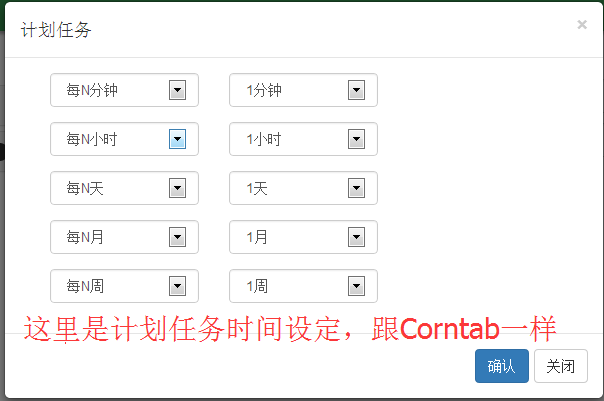 计划任务 ×
每N分钟 1分钟
每N小时 1小时
每N天 1天
每N月 1月
每N周 1周
这里是计划任务时间设定，跟Corntab一样
确认 关闭